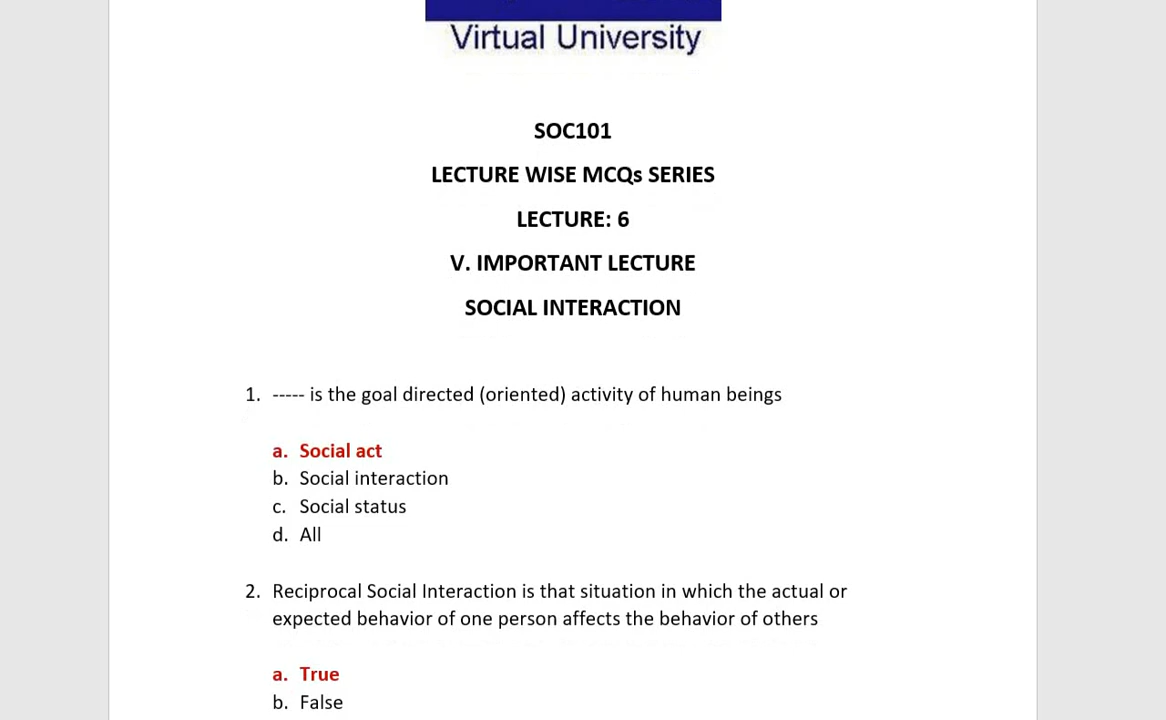 Virtual University
SOC101
LECTURE WISE MCQs SERIES
LECTURE: 6
V. IMPORTANT LECTURE
SOCIAL INTERACTION
1. ----- is the goal directed (oriented) activity of human beings
a. Social act
b. Social interaction
c. Social status
d. All
2. Reciprocal Social Interaction is that situation in which the actual or
expected behavior of one person affects the behavior of others
a. True
b. False